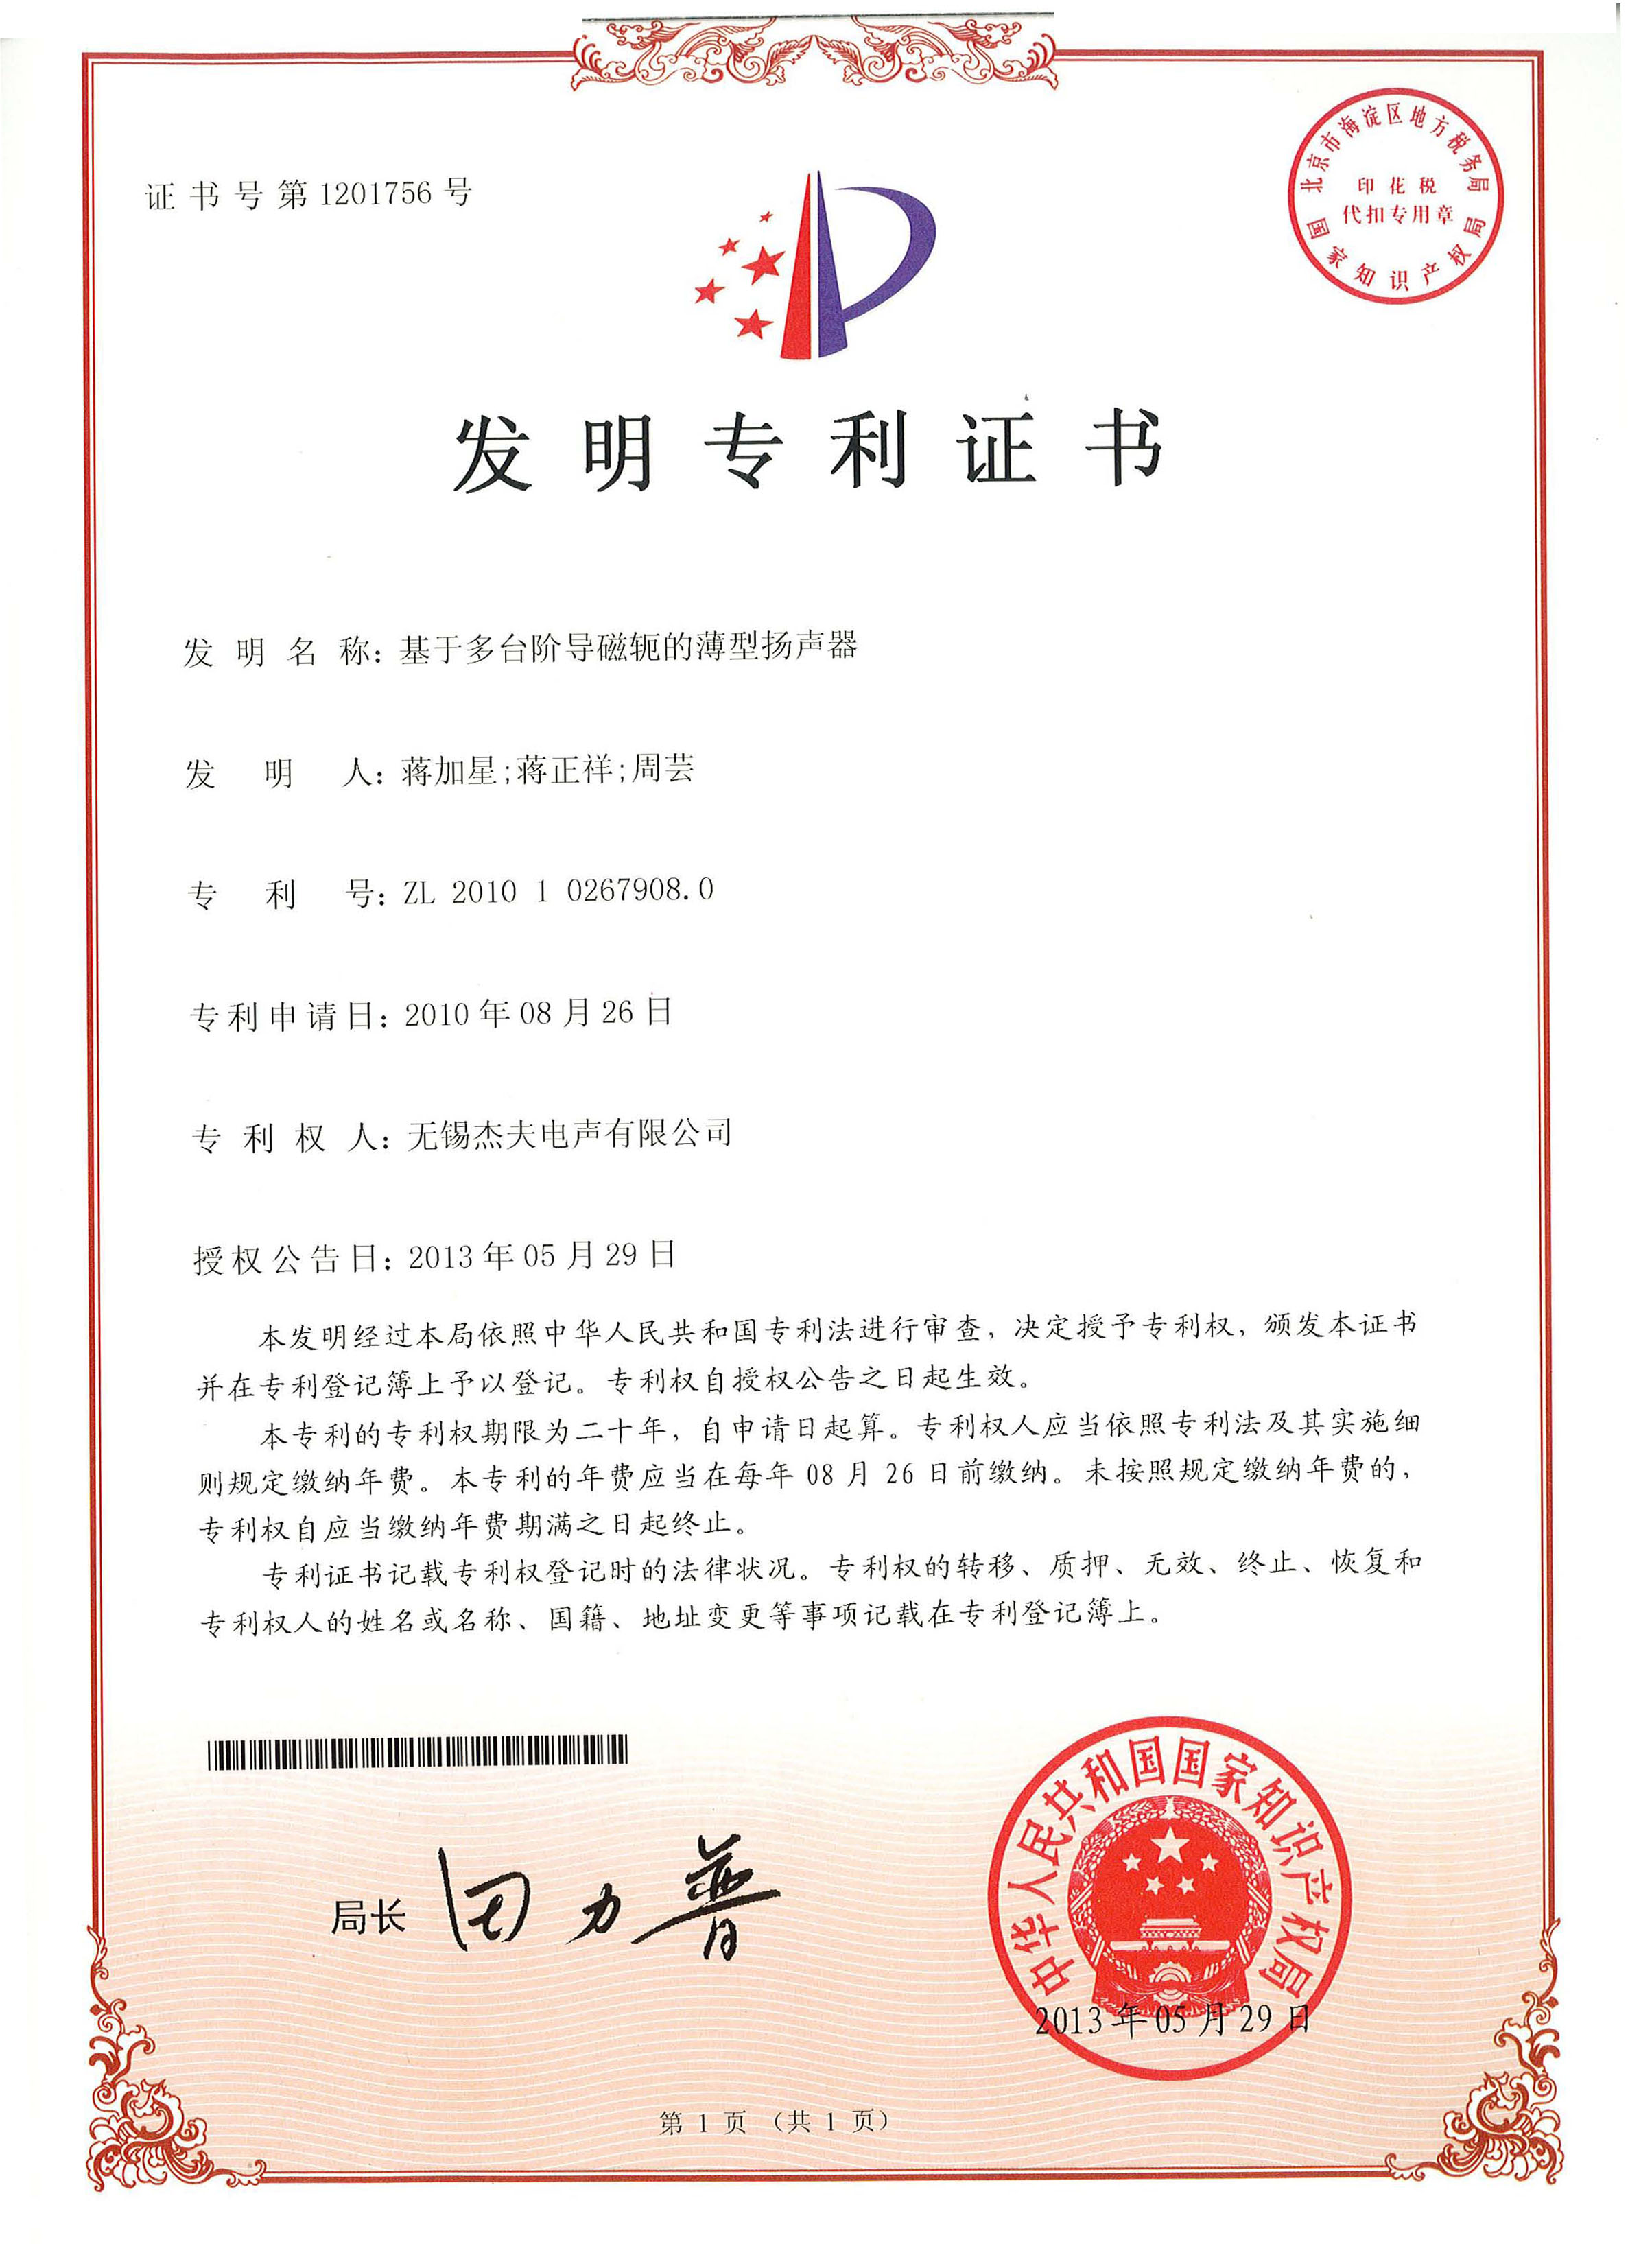 证书号第1201756号
北京市海淀区地方税务局
印花税
代扣专用章
国家知识产权局
发明专利证书
发明名称：基于多台阶导磁轭的薄型扬声器
发明人：蒋加星;蒋正祥;周芸
专利号：ZL 2010 1 0267908.0
专利申请日：2010年08月26日
专利权人：无锡杰夫电声有限公司
授权公告日：2013年05月29日
本发明经过本局依照中华人民共和国专利法进行审查，决定授予专利权，颁发本证书
并在专利登记簿上予以登记。专利权自授权公告之日起生效。
本专利的专利权期限为二十年，自申请日起算。专利权人应当依照专利法及其实施细
则规定缴纳年费。本专利的年费应当在每年08月26日前缴纳。未按照规定缴纳年费的，
专利权自应当缴纳年费期满之日起终止。
专利证书记载专利权登记时的法律状况。专利权的转移、质押、无效、终止、恢复和
专利权人的姓名或名称、国籍、地址变更等事项记载在专利登记簿上。
局长 田力普
中华人民共和国国家知识产权局
2013年05月29日
第1页（共1页）